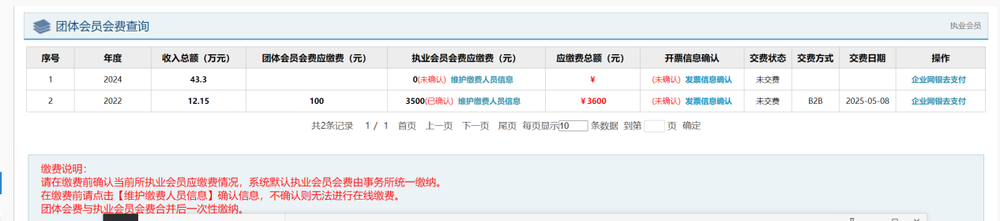 团体会员会费查询
执业会员
序号 年度 收入总额（万元） 团体会员会费应缴费（元） 执业会员会费应缴费（元） 应缴费总额（元） 开票信息确认 交费状态 交费方式 交费日期 操作
1 2024 43.3 0(未确认) 维护缴费人员信息 ¥ (未确认) 发票信息确认 未交费 企业网银去支付
2 2022 12.15 100 3500(已确认) 维护缴费人员信息 ¥ 3600 (未确认) 发票信息确认 未交费 B2B 2025-05-08 企业网银去支付
共2条记录 1 / 1 首页 上一页 下一页 尾页 每页显示10 条数据 到第 页 确定
缴费说明：
请在缴费前确认当前所执业会员应缴费情况，系统默认执业会员会费由事务所统一缴纳。
在缴费前请点击【维护缴费人员信息】确认信息，不确认则无法进行在线缴费。
团体会费与执业会员会费合并后一次性缴纳。